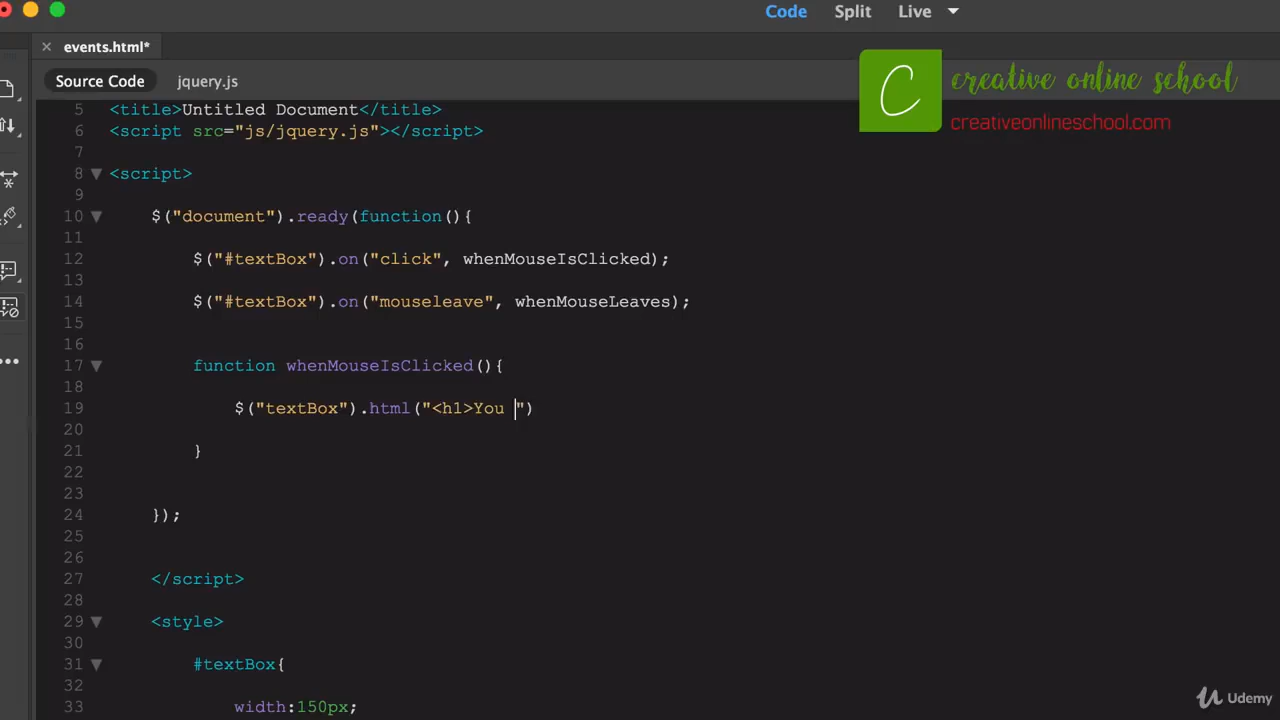 Code Split Live
events.html*
Source Code jquery.js
C creative online school
creativeonlineschool.com
5 <title>Untitled Document</title>
6 <script src="js/jquery.js"></script>
7
8 <script>
9
10 $("document").ready(function(){
11
12 $("#textBox").on("click", whenMouseIsClicked);
13
14 $("#textBox").on("mouseleave", whenMouseLeaves);
15
16
17 function whenMouseIsClicked(){
18
19 $("textBox").html("<h1>You ")
20
21 }
22
23
24 });
25
26
27 </script>
28
29 <style>
30
31 #textBox{
32
33 width:150px;
Udemy